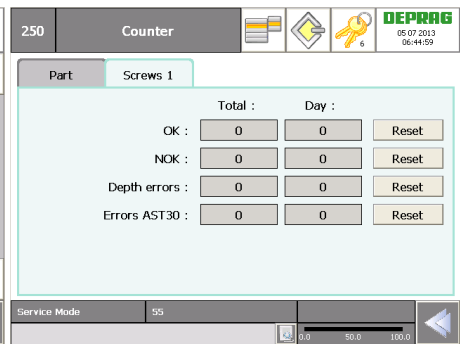 250 Counter 6 DEPRAG
05 07 2013
06:44:59
Part Screws 1
Total : Day :
OK : 0 0 Reset
NOK : 0 0 Reset
Depth errors : 0 0 Reset
Errors AST30 : 0 0 Reset
Service Mode 55
0.0 50.0 100.0